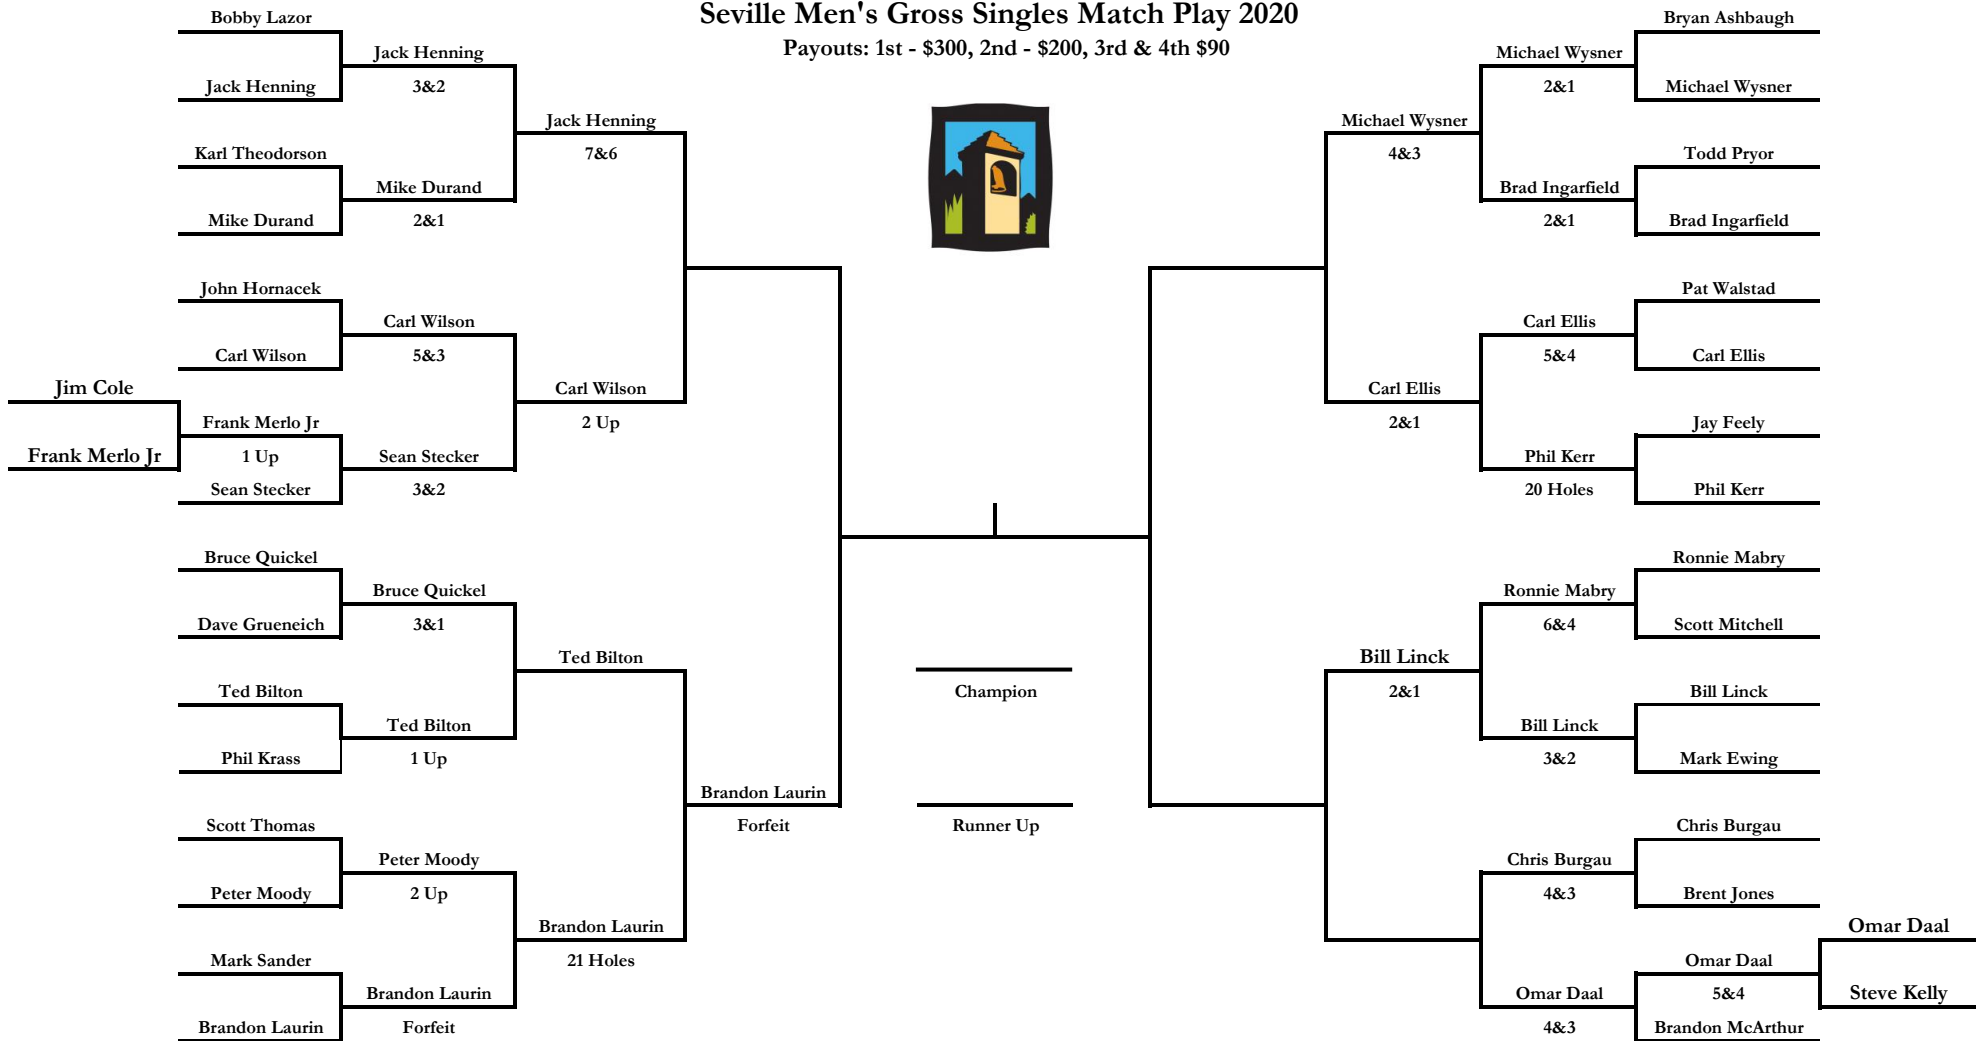 Seville Men's Gross Singles Match Play 2020
Payouts: 1st - $300, 2nd - $200, 3rd & 4th $90
Bobby Lazor
Jack Henning
Jack Henning
3&2
Jack Henning
7&6
Karl Theodorson
Mike Durand
Mike Durand
2&1
John Hornacek
Carl Wilson
Carl Wilson
5&3
Carl Wilson
2 Up
Jim Cole
Frank Merlo Jr
Frank Merlo Jr
1 Up
Sean Stecker
Sean Stecker
3&2
Bruce Quickel
Bruce Quickel
Dave Grueneich
3&1
Ted Bilton
Ted Bilton
Ted Bilton
Phil Krass
1 Up
Brandon Laurin
Forfeit
Scott Thomas
Peter Moody
Peter Moody
2 Up
Brandon Laurin
21 Holes
Mark Sander
Brandon Laurin
Brandon Laurin
Forfeit
Champion
Runner Up
Bryan Ashbaugh
Michael Wysner
2&1
Michael Wysner
Michael Wysner
4&3
Todd Pryor
Brad Ingarfield
2&1
Brad Ingarfield
Pat Walstad
Carl Ellis
5&4
Carl Ellis
Carl Ellis
2&1
Jay Feely
Phil Kerr
20 Holes
Phil Kerr
Ronnie Mabry
Ronnie Mabry
6&4
Scott Mitchell
Bill Linck
2&1
Bill Linck
Bill Linck
3&2
Mark Ewing
Chris Burgau
Chris Burgau
4&3
Brent Jones
Omar Daal
Omar Daal
5&4
Steve Kelly
Omar Daal
4&3
Brandon McArthur